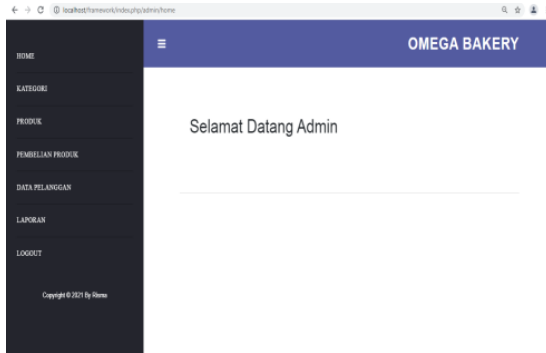 localhost/framework/index.php/admin/home
OMEGA BAKERY
HOME
KATEGORI
PRODUK
PEMBELIAN PRODUK
DATA PELANGGAN
LAPORAN
LOGOUT
Copyright © 2021 By Risma
Selamat Datang Admin